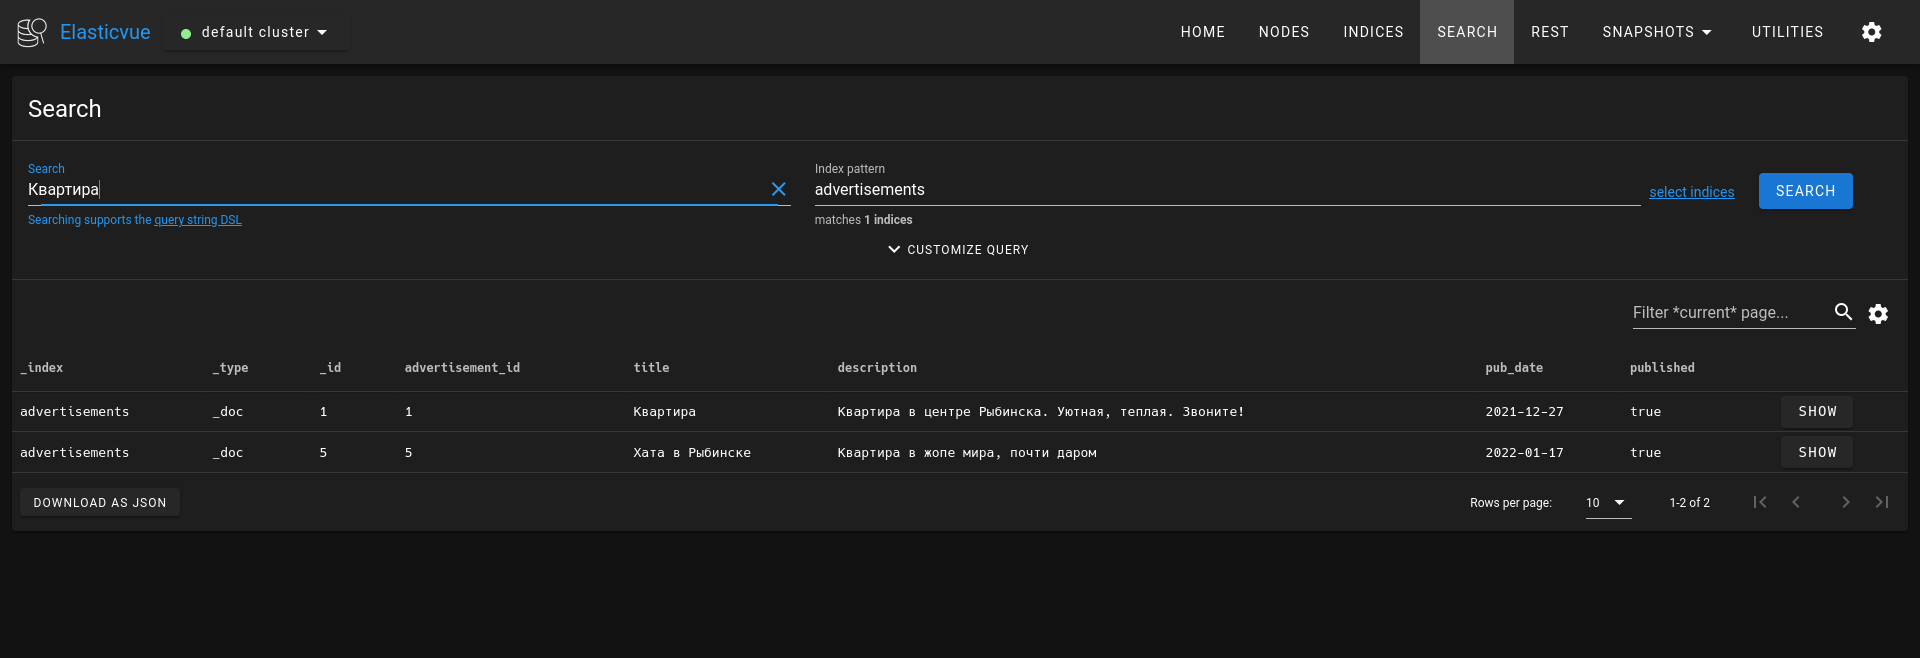 Elasticvue default cluster HOME NODES INDICES SEARCH REST SNAPSHOTS UTILITIES
Search
Search Index pattern
Квартира advertisements select indices SEARCH
Searching supports the query string DSL matches 1 indices
CUSTOMIZE QUERY
Filter *current* page...
_index _type _id advertisement_id title description pub_date published
advertisements _doc 1 1 Квартира Квартира в центре Рыбинска. Уютная, теплая. Звоните! 2021-12-27 true SHOW
advertisements _doc 5 5 Хата в Рыбинске Квартира в жопе мира, почти даром 2022-01-17 true SHOW
DOWNLOAD AS JSON Rows per page: 10 1-2 of 2